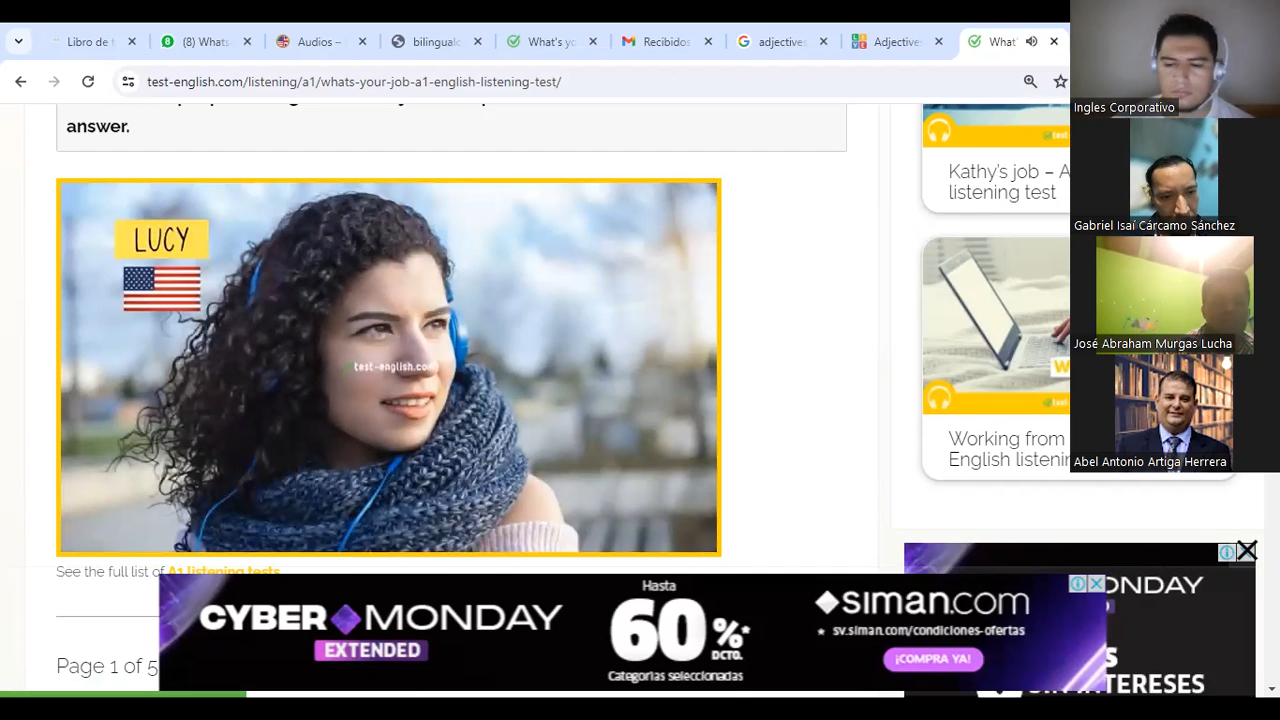 Libro de t
(8) Whats
Audios –
bilingual
What's yo
Recibidos
adjectives
Adjective
What'
test-english.com/listening/a1/whats-your-job-a1-english-listening-test/
answer.
LUCY
test-english.com
See the full list of A1 listening tests
Page 1 of 5
Kathy's job – A
listening test
Working from
English listenin
CYBER MONDAY
EXTENDED
Hasta
60%*
DCTO.
Categorías seleccionadas
siman.com
* sv.siman.com/condiciones-ofertas
¡COMPRA YA!
ONDAY
INTERESES
Ingles Corporativo
Gabriel Isaí Cárcamo Sánchez
José Abraham Murgas Lucha
Abel Antonio Artiga Herrera